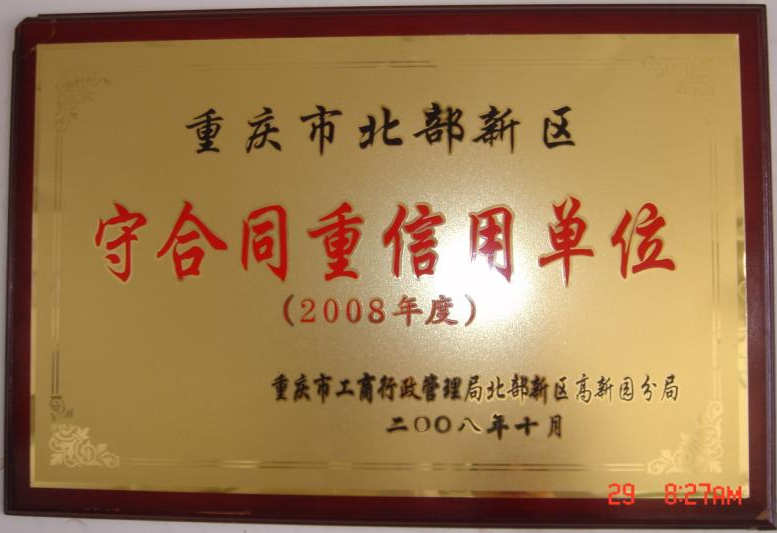 重庆市北部新区
守合同重信用单位
(2008年度)
重庆市工商行政管理局北部新区高新园分局
二〇〇八年十月
29 8:27AM